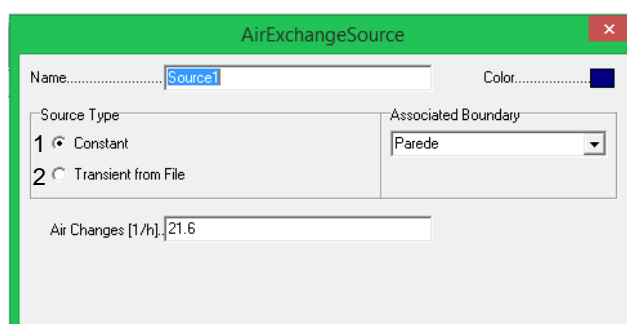 AirExchangeSource
Name........................ Source1 Color...................
Source Type Associated Boundary
1 Constant Parede
2 Transient from File
Air Changes [1/h].. 21.6